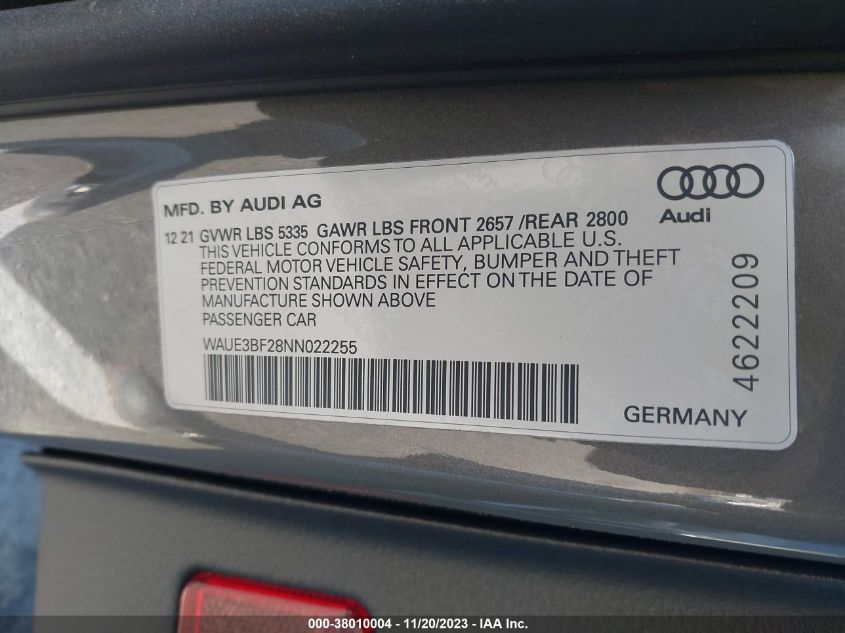 MFD. BY AUDI AG
Audi
12 21 GVWR LBS 5335 GAWR LBS FRONT 2657 /REAR 2800
THIS VEHICLE CONFORMS TO ALL APPLICABLE U.S.
FEDERAL MOTOR VEHICLE SAFETY, BUMPER AND THEFT
PREVENTION STANDARDS IN EFFECT ON THE DATE OF
MANUFACTURE SHOWN ABOVE
PASSENGER CAR
WAUE3BF28NN022255
4622209
GERMANY
000-38010004 - 11/20/2023 - IAA Inc.